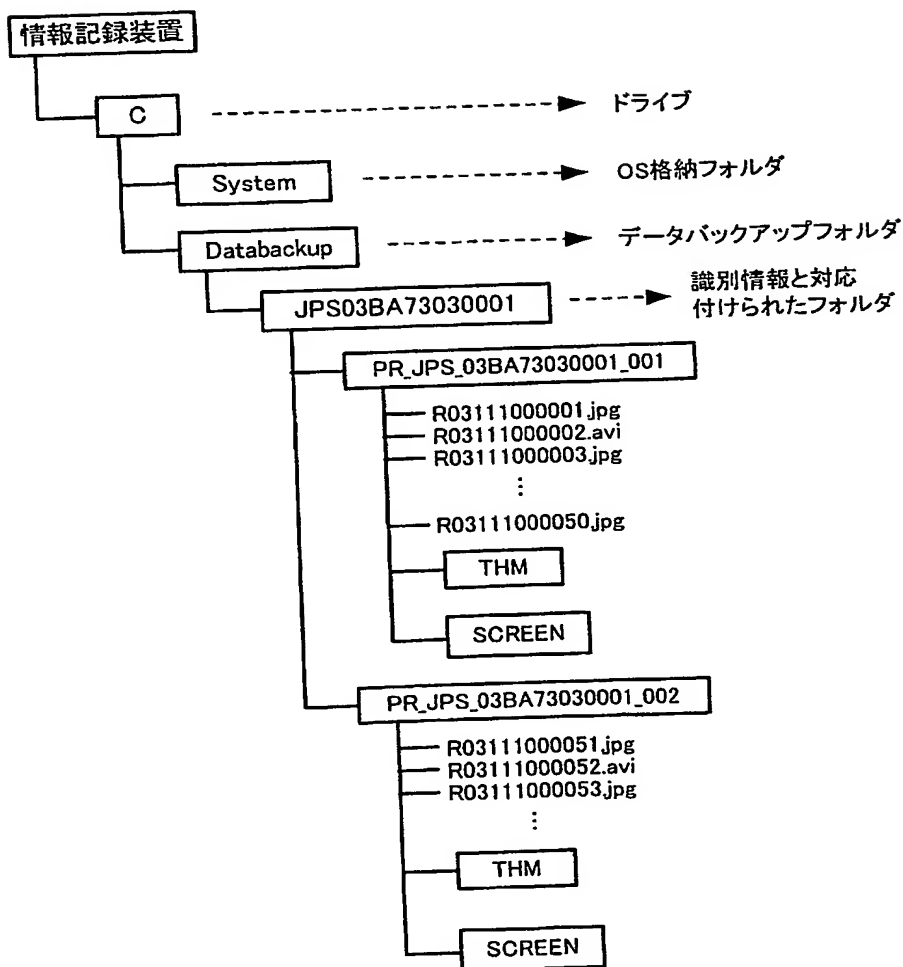 情報記録装置
C
ドライブ
System
OS格納フォルダ
Databackup
データバックアップフォルダ
JPS03BA73030001
識別情報と対応
付けられたフォルダ
PR_JPS_03BA73030001_001
R03111000001.jpg
R03111000002.avi
R03111000003.jpg
⋮
R03111000050.jpg
THM
SCREEN
PR_JPS_03BA73030001_002
R03111000051.jpg
R03111000052.avi
R03111000053.jpg
⋮
THM
SCREEN